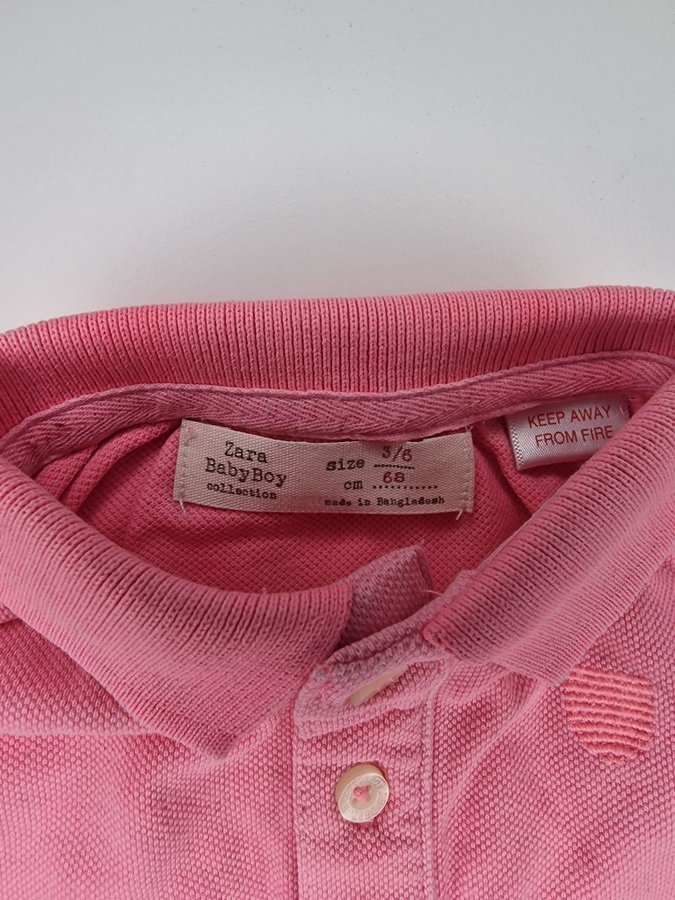 Zara
BabyBoy
collection
size 3/6
cm 68
made in Bangladesh
KEEP AWAY
FROM FIRE